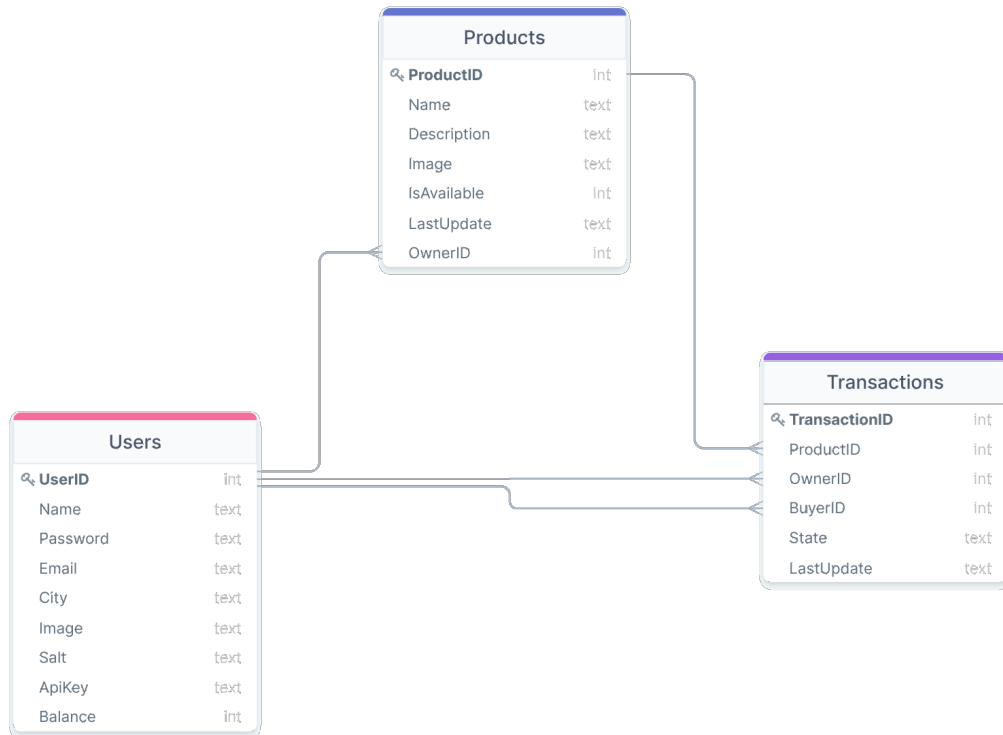 Products
ProductID int
Name text
Description text
Image text
IsAvailable int
LastUpdate text
OwnerID int
Transactions
TransactionID int
ProductID int
OwnerID int
BuyerID int
State text
LastUpdate text
Users
UserID int
Name text
Password text
Email text
City text
Image text
Salt text
ApiKey text
Balance int